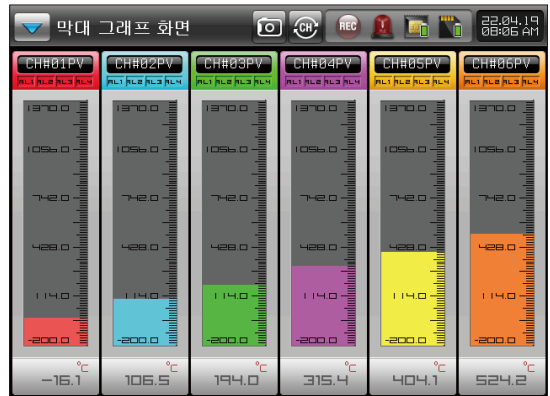 막대 그래프 화면 CH REC 22.04.19
08:06 AM
CH#01PV CH#02PV CH#03PV CH#04PV CH#05PV CH#06PV
AL1 AL2 AL3 AL4 AL1 AL2 AL3 AL4 AL1 AL2 AL3 AL4 AL1 AL2 AL3 AL4 AL1 AL2 AL3 AL4 AL1 AL2 AL3 AL4
1370.0 1370.0 1370.0 1370.0 1370.0 1370.0
1056.0 1056.0 1056.0 1056.0 1056.0 1056.0
742.0 742.0 742.0 742.0 742.0 742.0
428.0 428.0 428.0 428.0 428.0 428.0
114.0 114.0 114.0 114.0 114.0 114.0
-200.0 -200.0 -200.0 -200.0 -200.0 -200.0
°C °C °C °C °C °C
-16.1 106.5 194.0 315.4 404.1 524.2